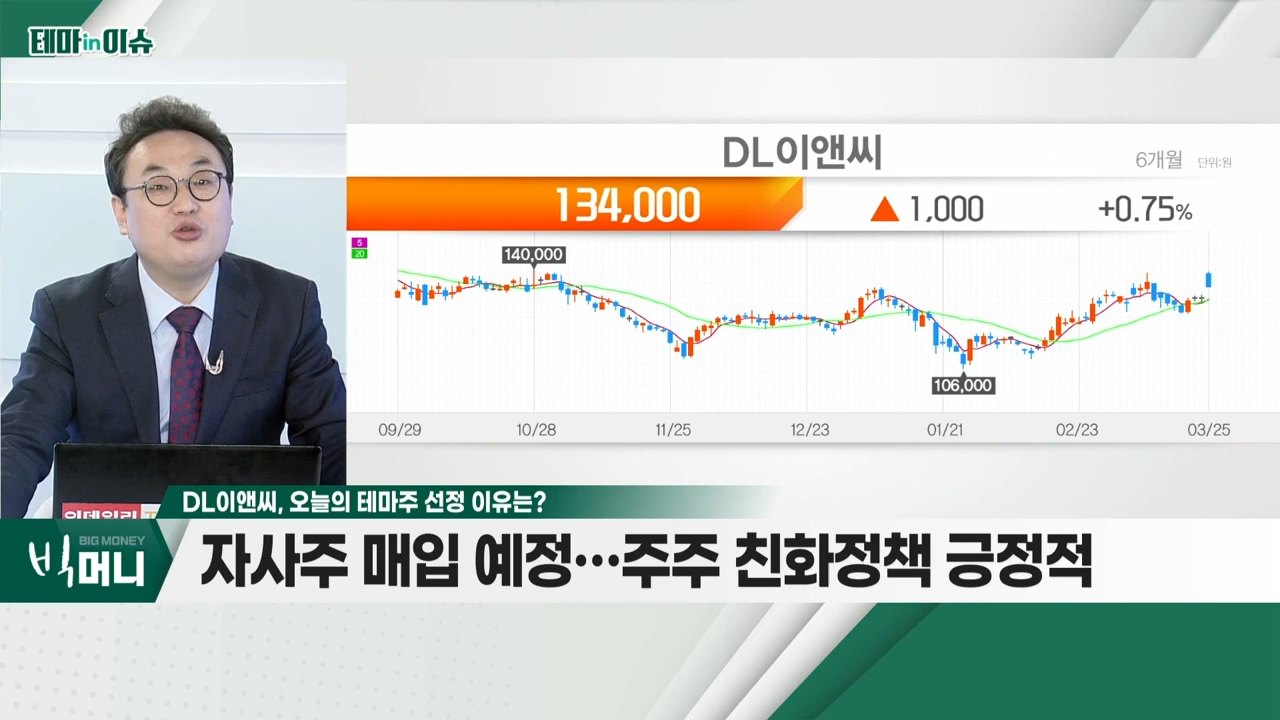 테마in이슈
DL이앤씨
6개월 단위:원
134,000 ▲ 1,000 +0.75%
5
20
140,000
106,000
09/29 10/28 11/25 12/23 01/21 02/23 03/25
DL이앤씨, 오늘의 테마주 선정 이유는?
이데일리
BIG MONEY
빅머니
자사주 매입 예정…주주 친화정책 긍정적